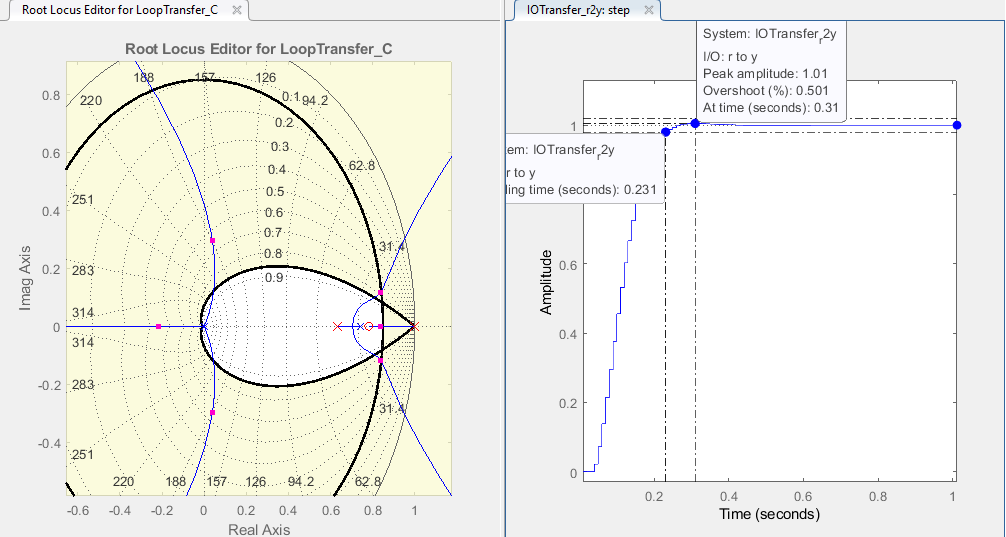 Root Locus Editor for LoopTransfer_C
IOTransfer_r2y: step
Root Locus Editor for LoopTransfer_C
188 157 126
220 0.1 94.2
0.2
0.3
62.8
0.4
0.5
251 0.6
0.7
31.4
0.8
283 0.9
314
314
283
31.4
251
220 188 157 126 94.2 62.8
0.8
0.6
0.4
0.2
0
-0.2
-0.4
Imag Axis
-0.6 -0.4 -0.2 0 0.2 0.4 0.6 0.8 1
Real Axis
System: IOTransfer_r2y
I/O: r to y
Peak amplitude: 1.01
Overshoot (%): 0.501
At time (seconds): 0.31
tem: IOTransfer_r2y
r to y
ling time (seconds): 0.231
1
0.6
0.4
0.2
0
Amplitude
0.2 0.4 0.6 0.8 1
Time (seconds)